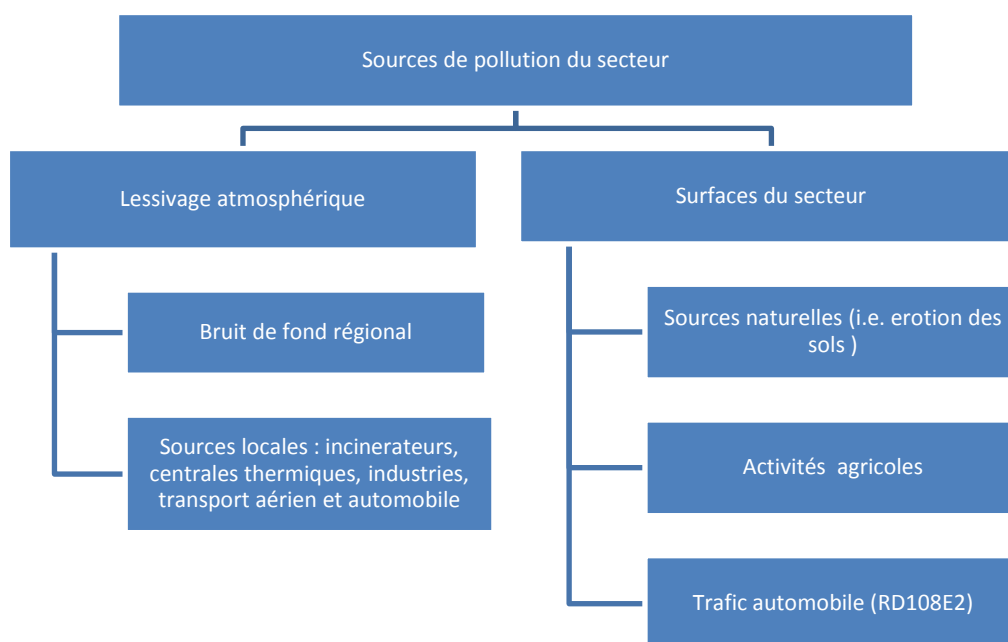 Sources de pollution du secteur
Lessivage atmosphérique
Bruit de fond régional
Sources locales : incinerateurs,
centrales thermiques, industries,
transport aérien et automobile
Surfaces du secteur
Sources naturelles (i.e. erotion des
sols )
Activités agricoles
Trafic automobile (RD108E2)